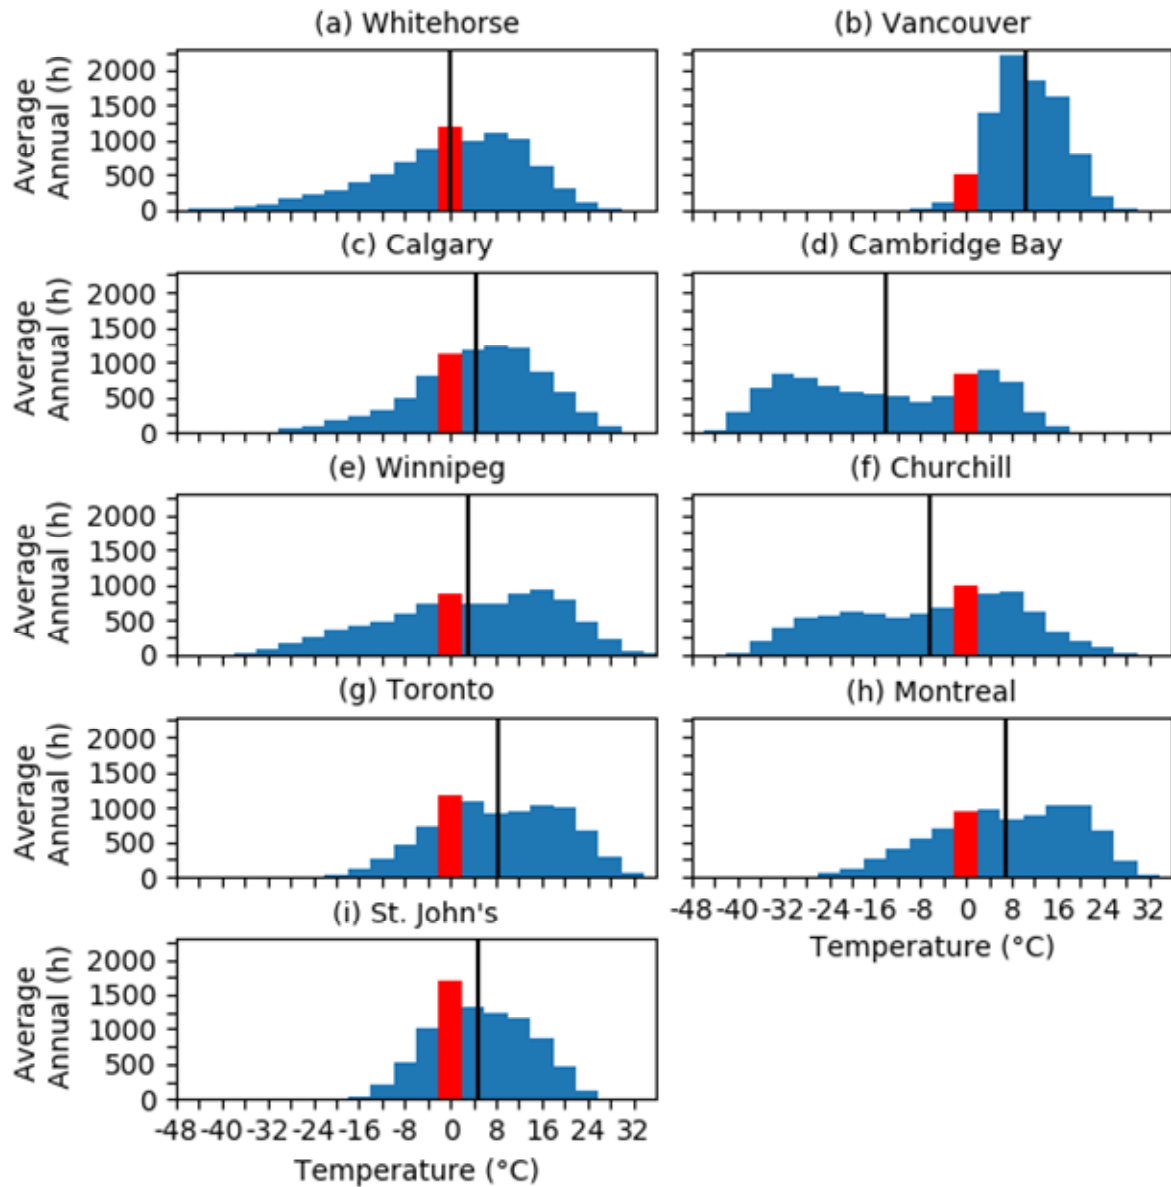 (a) Whitehorse
(b) Vancouver
Average
Annual (h)
2000
1500
1000
500
0
(c) Calgary
(d) Cambridge Bay
Average
Annual (h)
2000
1500
1000
500
0
(e) Winnipeg
(f) Churchill
Average
Annual (h)
2000
1500
1000
500
0
(g) Toronto
(h) Montreal
Average
Annual (h)
2000
1500
1000
500
0
-48 -40 -32 -24 -16 -8 0 8 16 24 32
Temperature (°C)
(i) St. John's
Average
Annual (h)
2000
1500
1000
500
0
-48 -40 -32 -24 -16 -8 0 8 16 24 32
Temperature (°C)